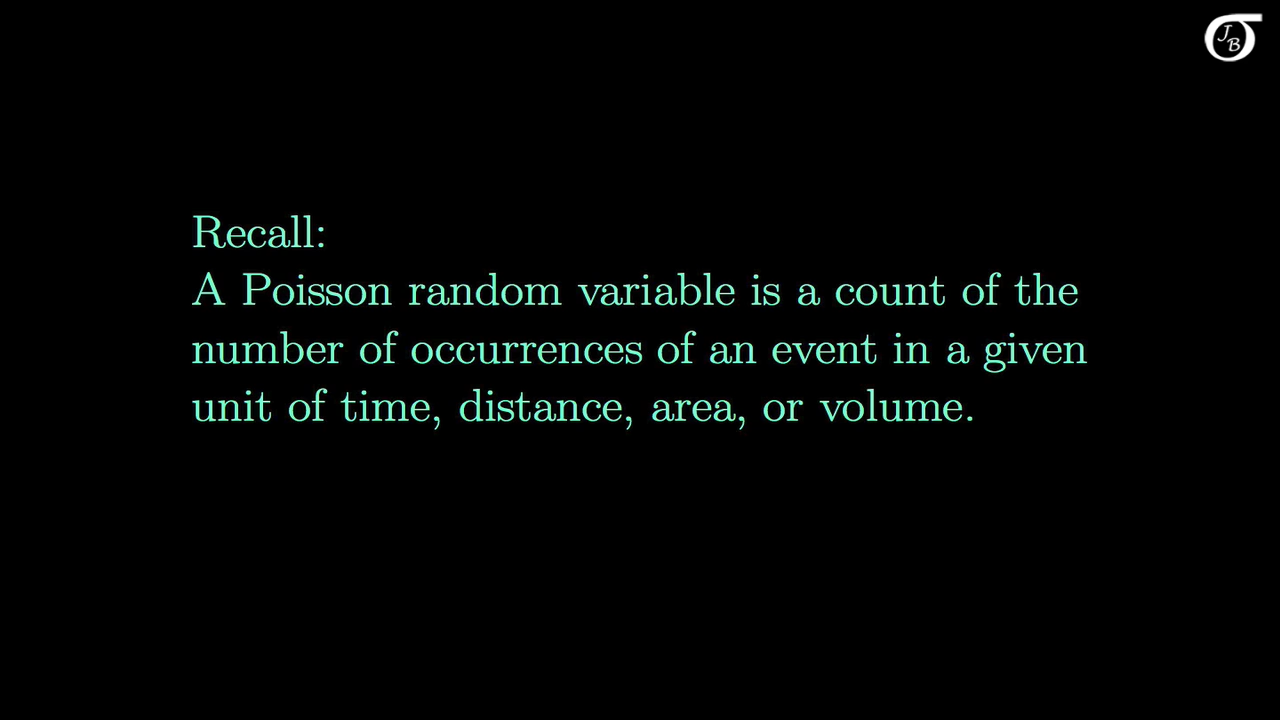 JB
Recall:
A Poisson random variable is a count of the
number of occurrences of an event in a given
unit of time, distance, area, or volume.